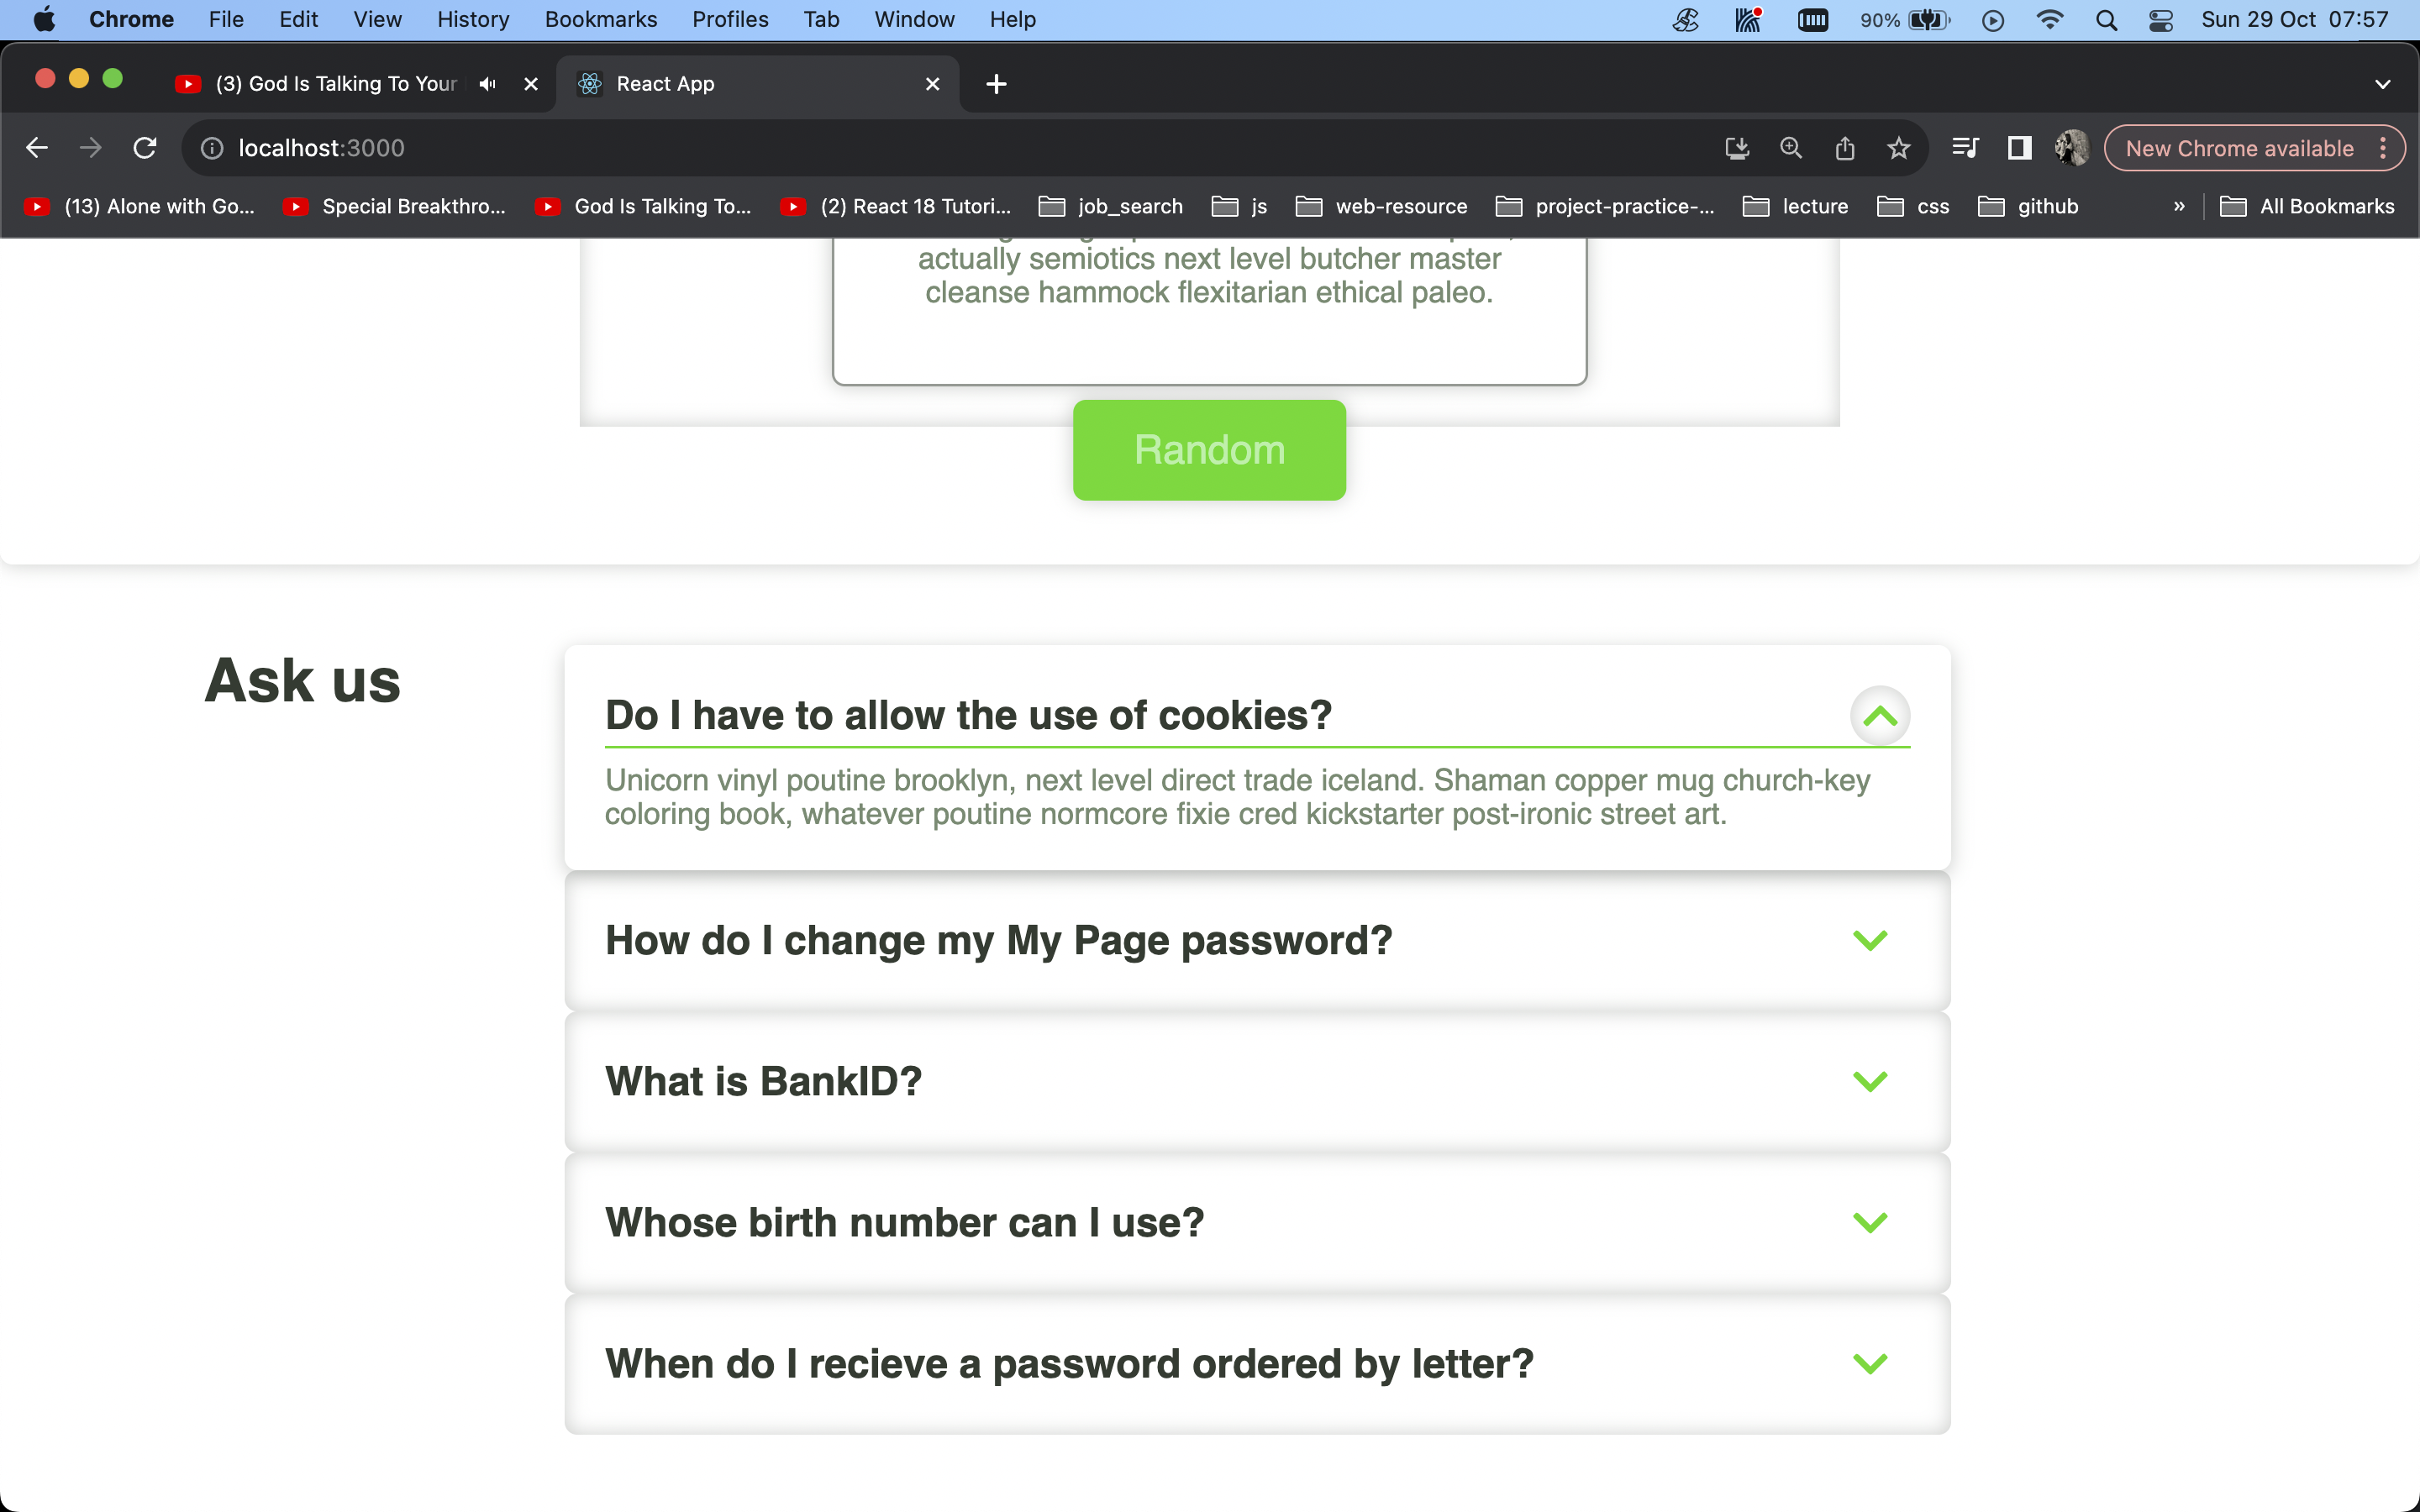 Chrome File Edit View History Bookmarks Profiles Tab Window Help 90% Sun 29 Oct 07:57
(3) God Is Talking To Your React App
localhost:3000 New Chrome available
(13) Alone with Go... Special Breakthro... God Is Talking To... (2) React 18 Tutori... job_search js web-resource project-practice-... lecture css github » All Bookmarks
actually semiotics next level butcher master
cleanse hammock flexitarian ethical paleo.
Random
Ask us
Do I have to allow the use of cookies?
Unicorn vinyl poutine brooklyn, next level direct trade iceland. Shaman copper mug church-key
coloring book, whatever poutine normcore fixie cred kickstarter post-ironic street art.
How do I change my My Page password?
What is BankID?
Whose birth number can I use?
When do I recieve a password ordered by letter?